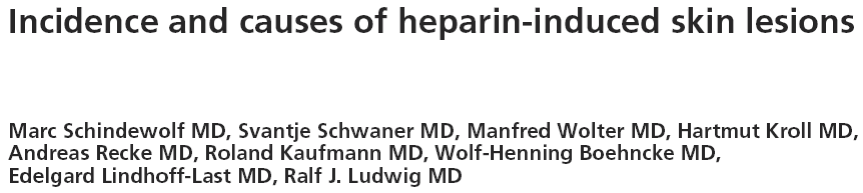 Incidence and causes of heparin-induced skin lesions
Marc Schindewolf MD, Svantje Schwaner MD, Manfred Wolter MD, Hartmut Kroll MD,
Andreas Recke MD, Roland Kaufmann MD, Wolf-Henning Boehncke MD,
Edelgard Lindhoff-Last MD, Ralf J. Ludwig MD